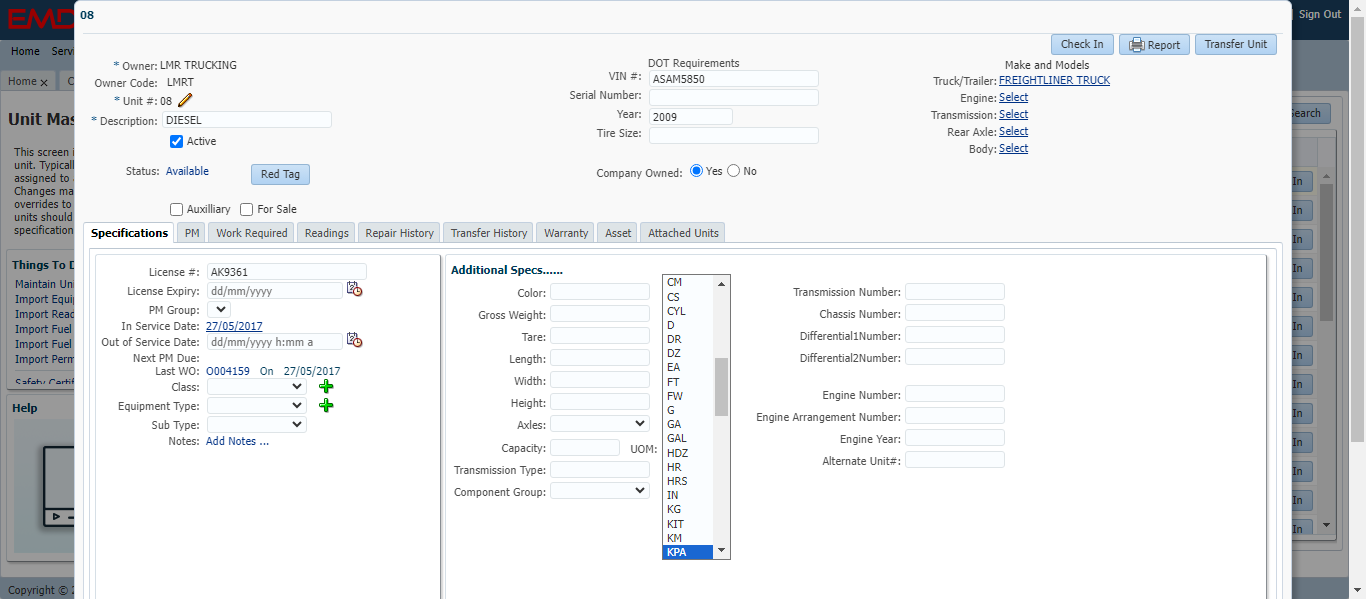 08
EMD
Sign Out
Home
Home
Check In Report Transfer Unit
* Owner: LMR TRUCKING
Owner Code: LMRT
* Unit #: 08
* Description: DIESEL
Active
Status: Available Red Tag
Auxilliary For Sale
DOT Requirements
VIN #: ASAM5850
Serial Number:
Year: 2009
Tire Size:
Company Owned: Yes No
Make and Models
Truck/Trailer: FREIGHTLINER TRUCK
Engine: Select
Transmission: Select
Rear Axle: Select
Body: Select
Specifications PM Work Required Readings Repair History Transfer History Warranty Asset Attached Units
License #: AK9361
License Expiry: dd/mm/yyyy
PM Group:
In Service Date: 27/05/2017
Out of Service Date: dd/mm/yyyy h:mm a
Next PM Due:
Last WO: O004159 On 27/05/2017
Class:
Equipment Type:
Sub Type:
Notes: Add Notes ...
Additional Specs......
Color:
Gross Weight:
Tare:
Length:
Width:
Height:
Axles:
Capacity: UOM:
Transmission Type:
Component Group:
CM
CS
CYL
D
DR
DZ
EA
FT
FW
G
GA
GAL
HDZ
HR
HRS
IN
KG
KIT
KM
KPA
Transmission Number:
Chassis Number:
Differential1Number:
Differential2Number:
Engine Number:
Engine Arrangement Number:
Engine Year:
Alternate Unit#:
This screen
unit. Typical
assigned to
Changes ma
overrides to
units should
specification
Things To D
Maintain Uni
Import Equi
Import Read
Import Fuel
Import Fuel
Import Perm
Safety Certif
Help
Copyright ©
In
In
In
In
In
In
In
In
In
In
In
In
In